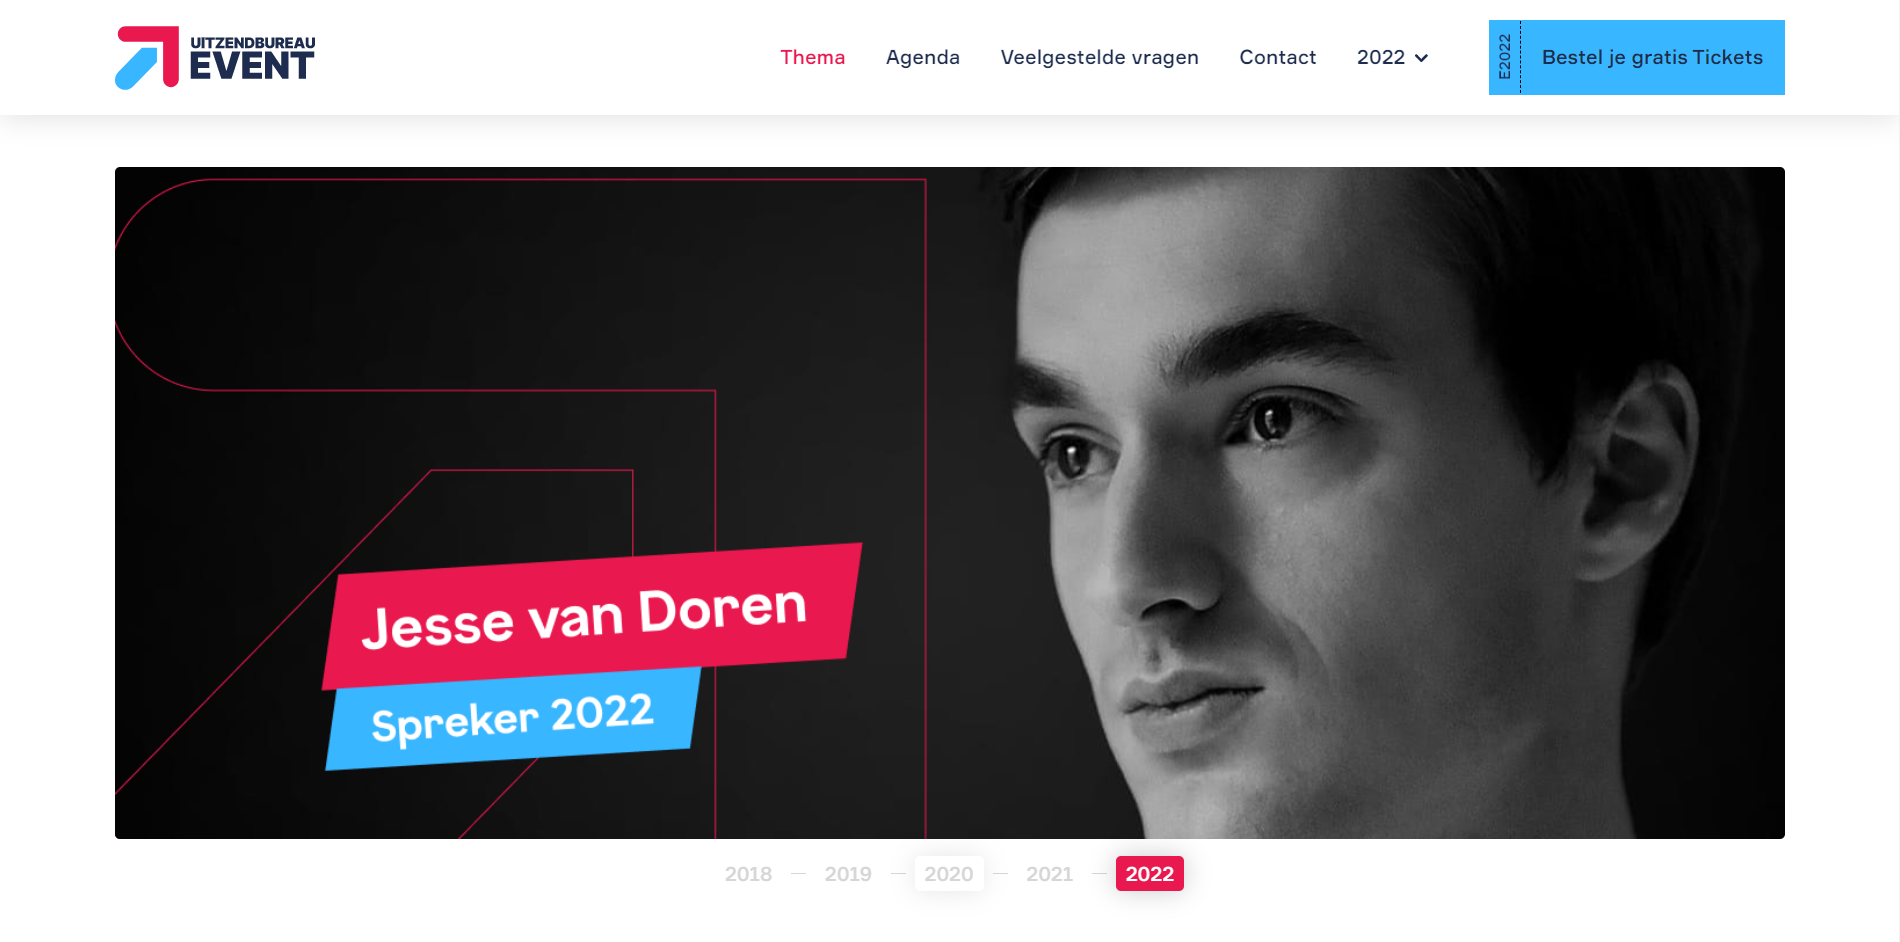 UITZENDBUREAU
EVENT
Thema
Agenda
Veelgestelde vragen
Contact
2022
E2022
Bestel je gratis Tickets
Jesse van Doren
Spreker 2022
2018
2019
2020
2021
2022